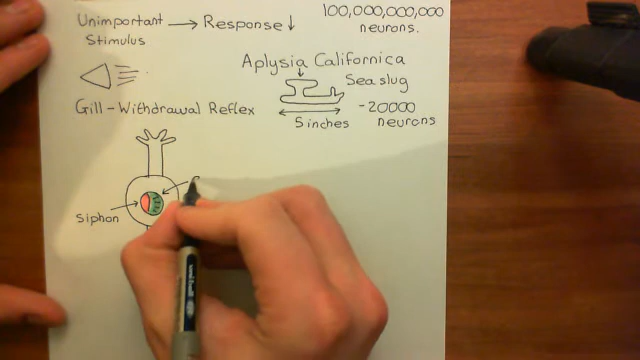 Unimportant Stimulus → Response ↓
100,000,000,000 neurons.
Aplysia Californica
Sea slug
Gill-Withdrawal Reflex
5 inches
~20000 neurons
Siphon